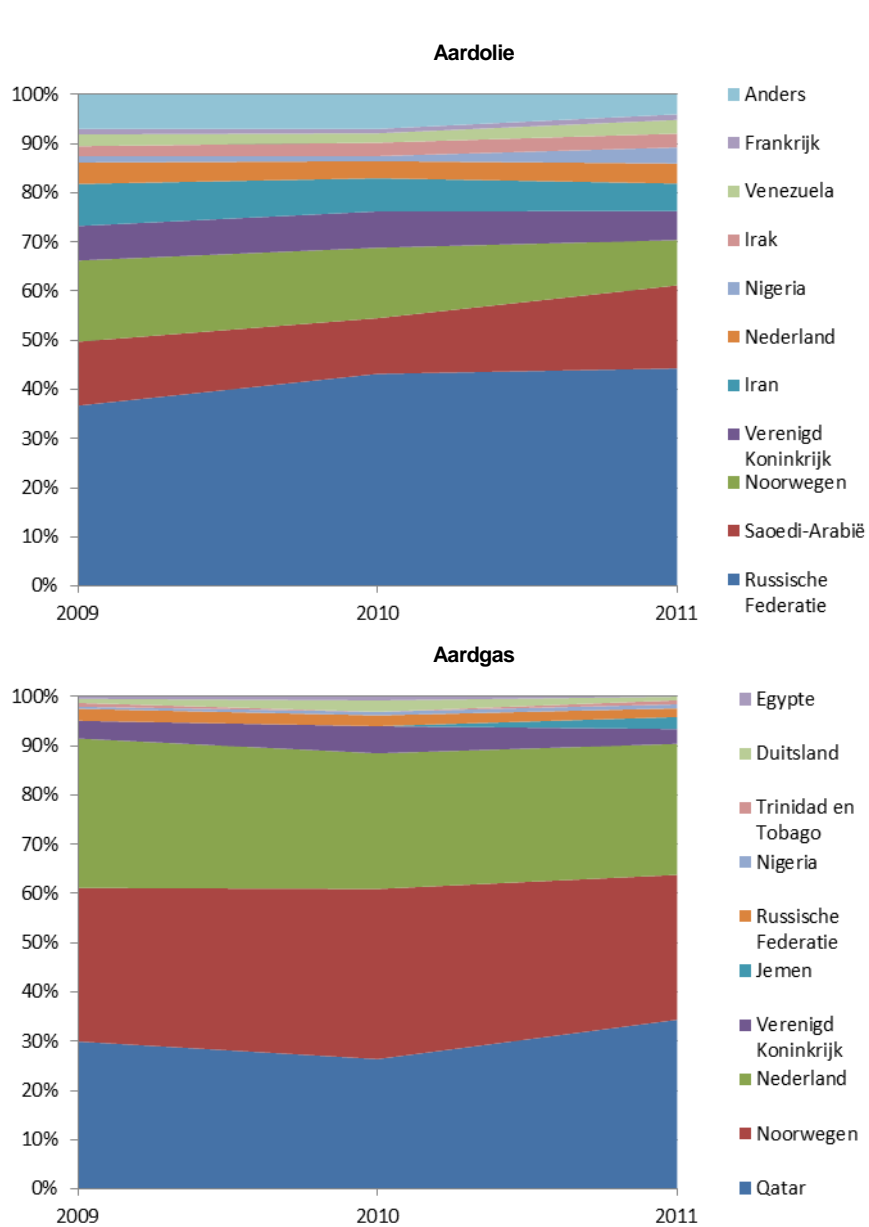 Aardolie
100%
90%
80%
70%
60%
50%
40%
30%
20%
10%
0%
2009
2010
2011
Anders
Frankrijk
Venezuela
Irak
Nigeria
Nederland
Iran
Verenigd
Koninkrijk
Noorwegen
Saoedi-Arabië
Russische
Federatie
Aardgas
100%
90%
80%
70%
60%
50%
40%
30%
20%
10%
0%
2009
2010
2011
Egypte
Duitsland
Trinidad en
Tobago
Nigeria
Russische
Federatie
Jemen
Verenigd
Koninkrijk
Nederland
Noorwegen
Qatar